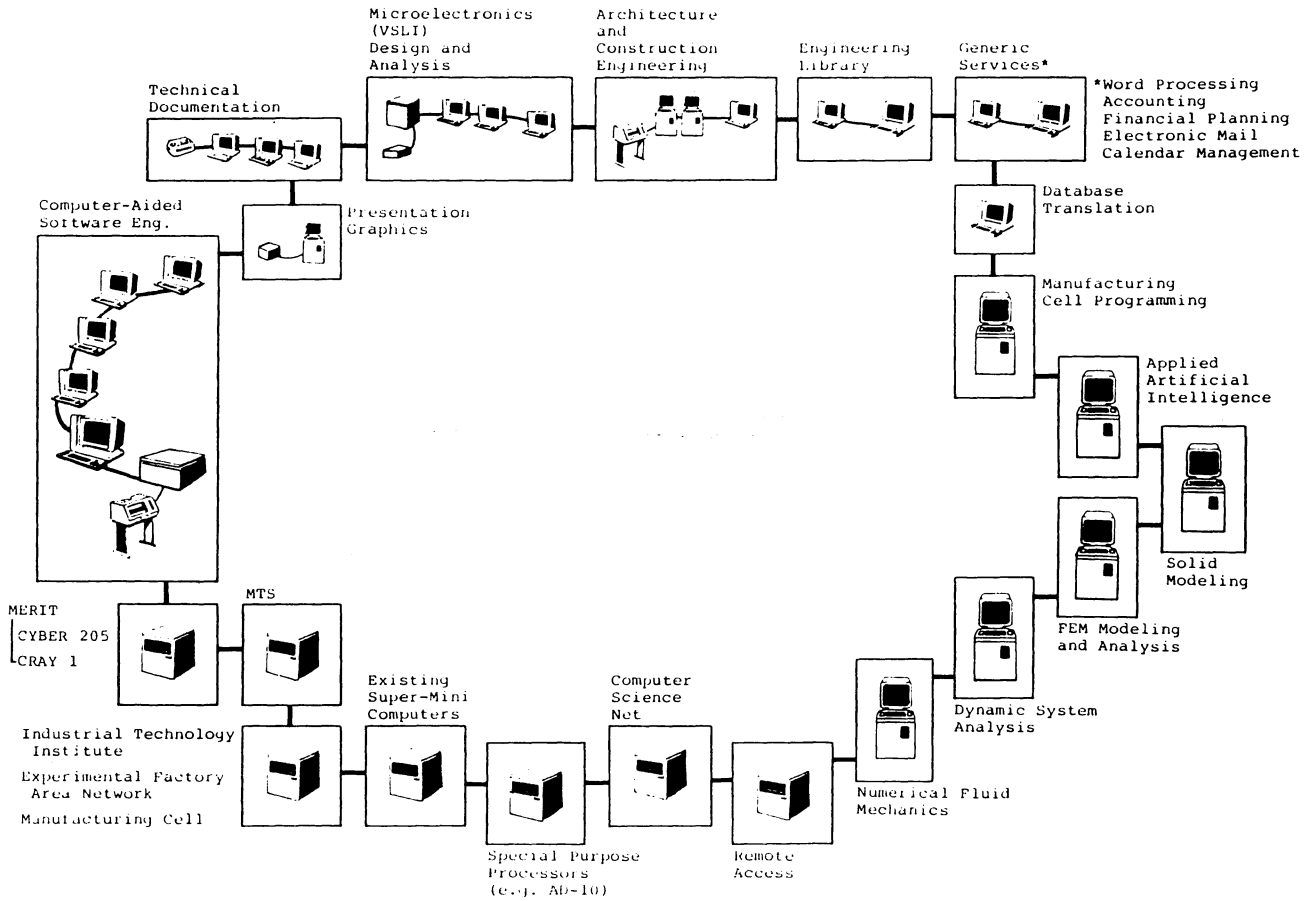 Microelectronics
(VSLI)
Design and
Analysis
Architecture
and
Construction
Engineering
Engineering
Library
Generic
Services*
*Word Processing
Accounting
Financial Planning
Electronic Mail
Calendar Management
Technical
Documentation
Computer-Aided
Software Eng.
Presentation
Graphics
Database
Translation
Manufacturing
Cell Programming
Applied
Artificial
Intelligence
Solid
Modeling
FEM Modeling
and Analysis
Dynamic System
Analysis
Numerical Fluid
Mechanics
MERIT
CYBER 205
CRAY 1
MTS
Industrial Technology
Institute
Experimental Factory
Area Network
Manufacturing Cell
Existing
Super-Mini
Computers
Special Purpose
Processors
(e.g. AD-10)
Computer
Science
Net
Remote
Access